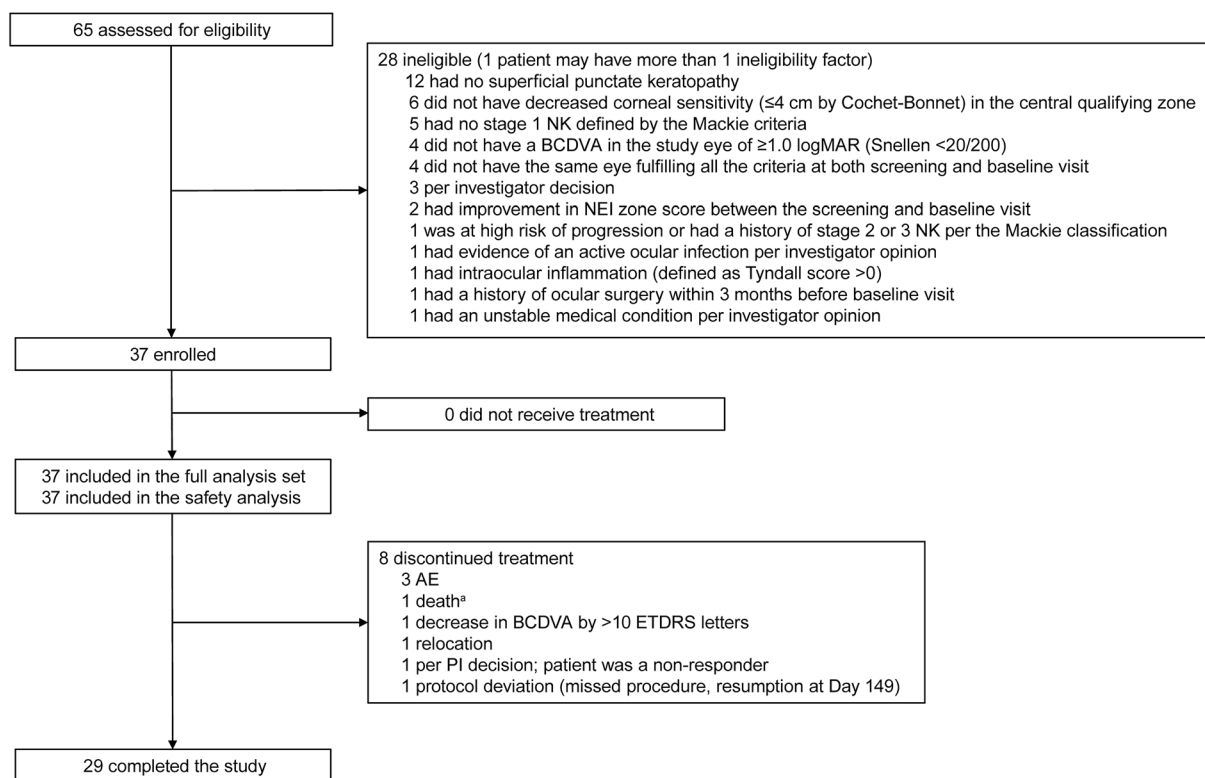 65 assessed for eligibility
28 ineligible (1 patient may have more than 1 ineligibility factor)
12 had no superficial punctate keratopathy
6 did not have decreased corneal sensitivity (≤4 cm by Cochet-Bonnet) in the central qualifying zone
5 had no stage 1 NK defined by the Mackie criteria
4 did not have a BCDVA in the study eye of ≥1.0 logMAR (Snellen <20/200)
4 did not have the same eye fulfilling all the criteria at both screening and baseline visit
3 per investigator decision
2 had improvement in NEI zone score between the screening and baseline visit
1 was at high risk of progression or had a history of stage 2 or 3 NK per the Mackie classification
1 had evidence of an active ocular infection per investigator opinion
1 had intraocular inflammation (defined as Tyndall score >0)
1 had a history of ocular surgery within 3 months before baseline visit
1 had an unstable medical condition per investigator opinion
37 enrolled
0 did not receive treatment
37 included in the full analysis set
37 included in the safety analysis
8 discontinued treatment
3 AE
1 deathᵃ
1 decrease in BCDVA by >10 ETDRS letters
1 relocation
1 per PI decision; patient was a non-responder
1 protocol deviation (missed procedure, resumption at Day 149)
29 completed the study